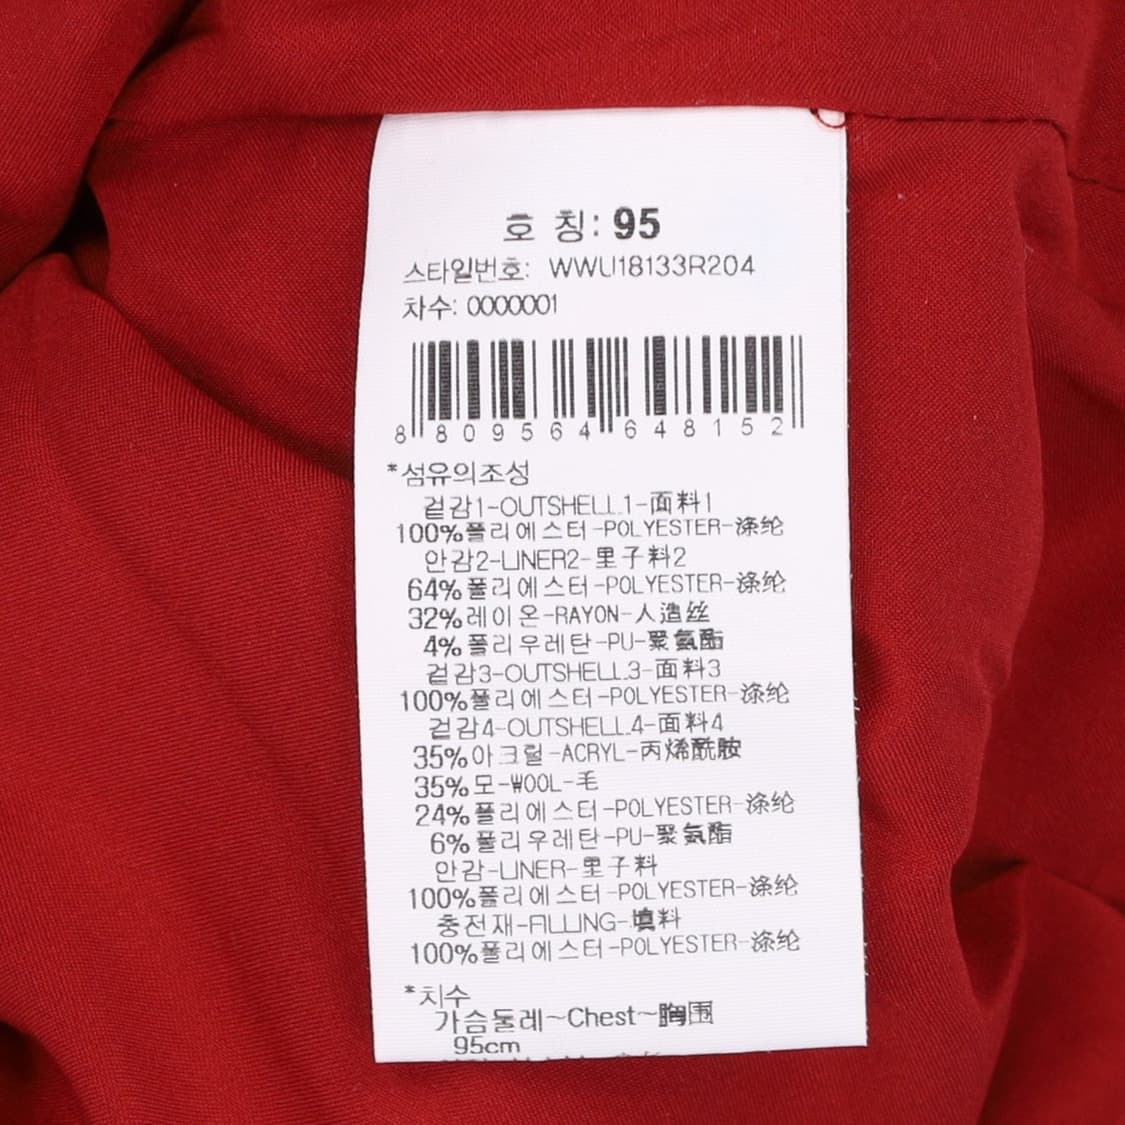 호 칭: 95
스타일번호: WWU18133R204
차수: 0000001
8 809564 648152
*섬유의조성
겉감1-OUTSHELL1-面料1
100%폴리에스터-POLYESTER-涤纶
안감2-LINER2-里子料2
64%폴리에스터-POLYESTER-涤纶
32%레이온-RAYON-人造丝
4%폴리우레탄-PU-聚氨酯
겉감3-OUTSHELL3-面料3
100%폴리에스터-POLYESTER-涤纶
겉감4-OUTSHELL4-面料4
35%아크릴-ACRYL-丙烯酰胺
35%모-WOOL-毛
24%폴리에스터-POLYESTER-涤纶
6%폴리우레탄-PU-聚氨酯
안감-LINER-里子料
100%폴리에스터-POLYESTER-涤纶
충전재-FILLING-填料
100%폴리에스터-POLYESTER-涤纶
*치수
가슴둘레~Chest~胸围
95cm